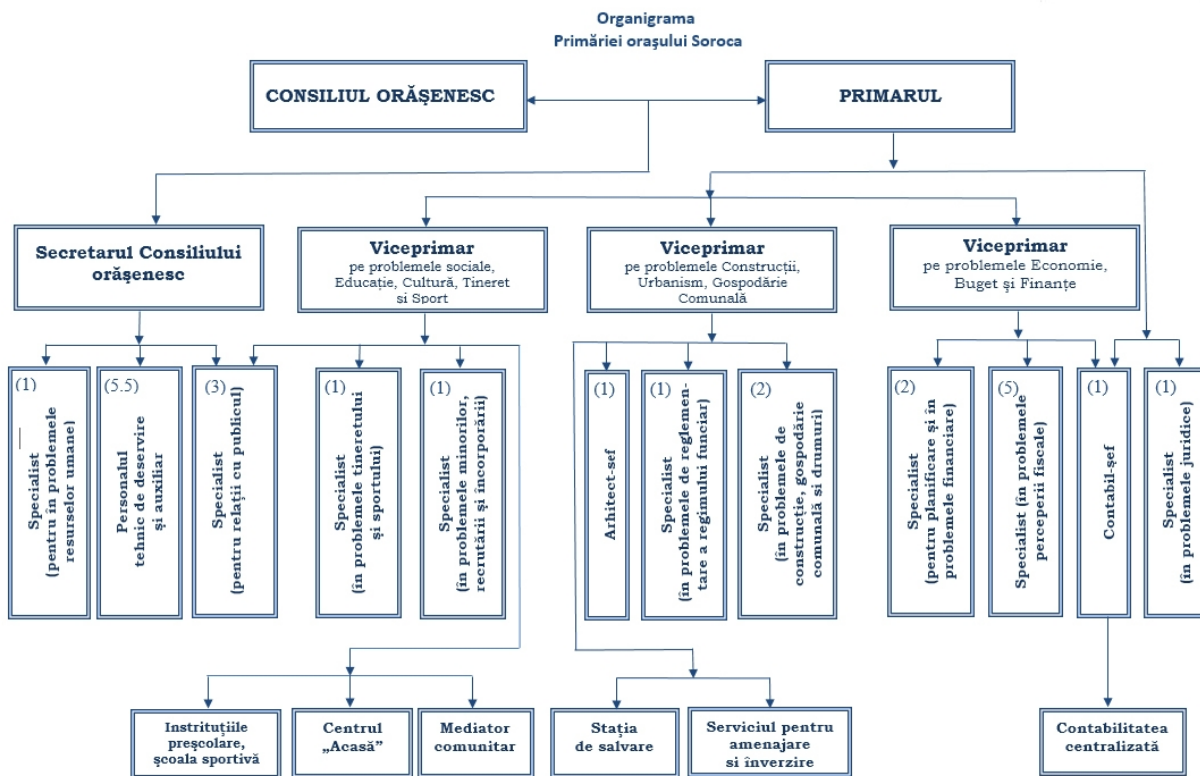 Organigrama
Primăriei orașului Soroca
CONSILIUL ORĂȘENESC
PRIMARUL
Secretarul Consiliului
orășenesc
Viceprimar
pe problemele sociale,
Educație, Cultură, Tineret
si Sport
Viceprimar
pe problemele Construcții,
Urbanism, Gospodărie
Comunală
Viceprimar
pe problemele Economie,
Buget și Finanțe
(1)
Specialist
(pentru în problemele
resurselor umane)
(5.5)
Personalul
tehnic de deservire
și auxiliar
(3)
Specialist
(pentru relații cu publicul)
(1)
Specialist
(în problemele tineretului
și sportului)
(1)
Specialist
(în problemele minorilor,
recrutării și încorporării)
(1)
Arhitect-sef
(1)
Specialist
(în problemele de reglemen-
tare a regimului funciar)
(2)
Specialist
(în problemele de
construcție, gospodărie
comunală si drumuri)
(2)
Specialist
(pentru planificare și în
problemele financiare)
(5)
Specialist (în problemele
perceperii fiscale)
(1)
Contabil-șef
(1)
Specialist
(în problemele juridice)
Instrituțiile
preșcolare,
școala sportivă
Centrul
„Acasă”
Mediator
comunitar
Stația
de salvare
Serviciul pentru
amenajare
si înverzire
Contabilitatea
centralizată